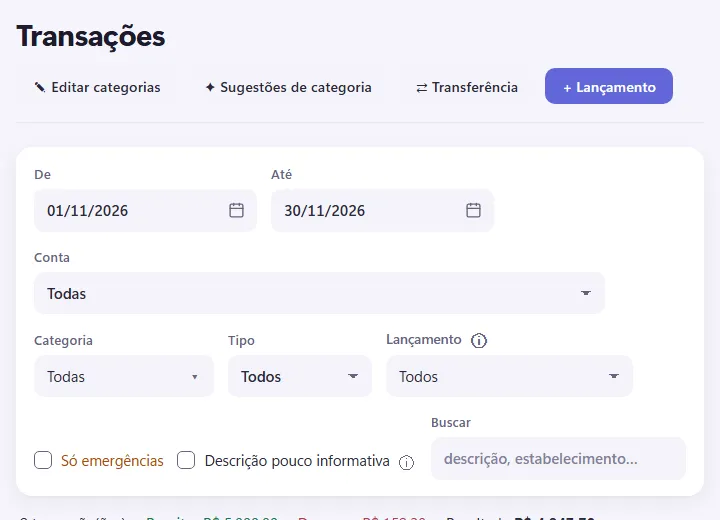 Transações
Editar categorias
Sugestões de categoria
Transferência
+ Lançamento
De
Até
01/11/2026
30/11/2026
Conta
Todas
Categoria
Tipo
Lançamento
Todas
Todos
Todos
Buscar
Só emergências
Descrição pouco informativa
descrição, estabelecimento...